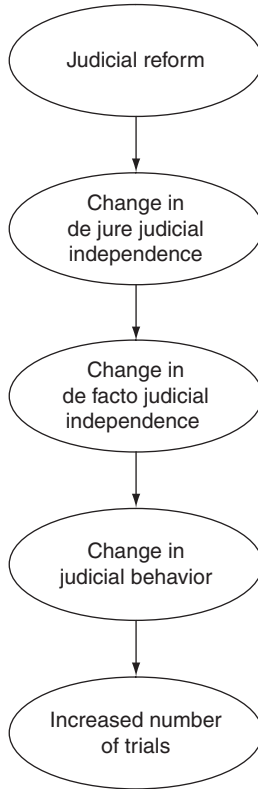 Judicial reform
Change in
de jure judicial
independence
Change in
de facto judicial
independence
Change in
judicial behavior
Increased number
of trials